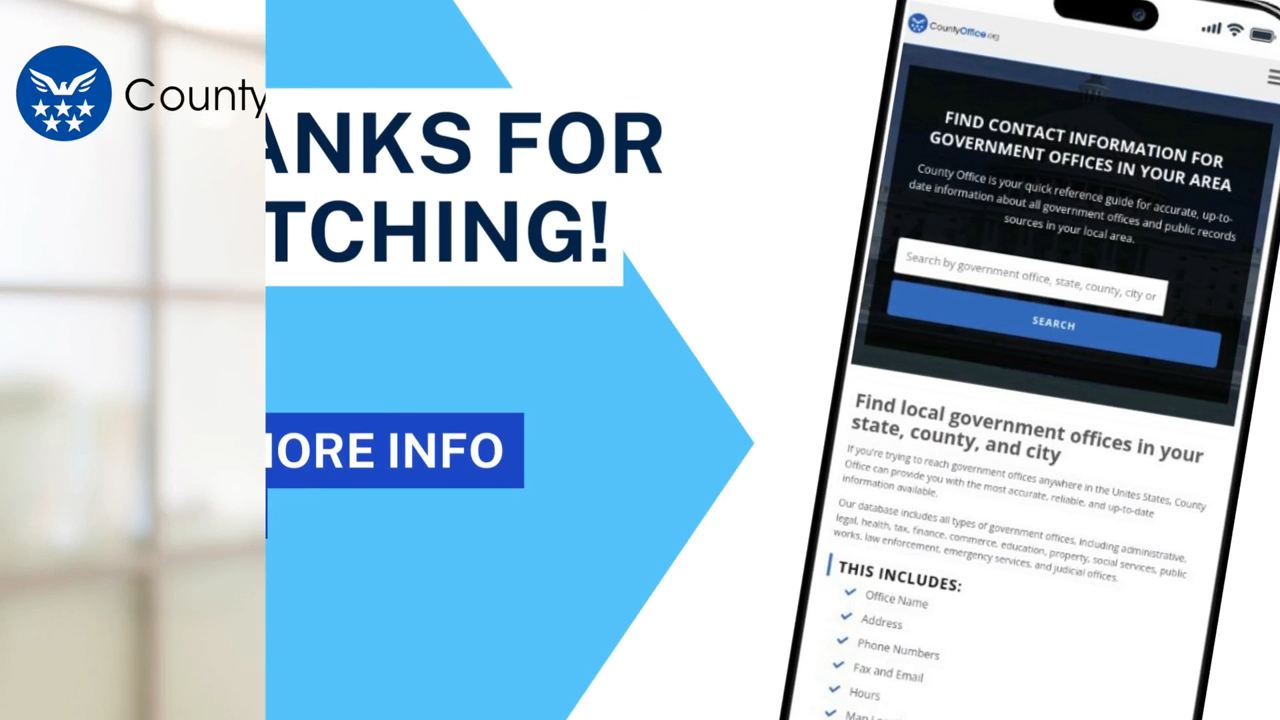 County
ANKS FOR
TCHING!
MORE INFO
CountyOffice.org
FIND CONTACT INFORMATION FOR
GOVERNMENT OFFICES IN YOUR AREA
County Office is your quick reference guide for accurate, up-to-
date information about all government offices and public records
sources in your local area.
Search by government office, state, county, city or
SEARCH
Find local government offices in your
state, county, and city
If you're trying to reach government offices anywhere in the Unites States, County
Office can provide you with the most accurate, reliable, and up-to-date
information available.
Our database includes all types of government offices, including administrative,
legal, health, tax, finance, commerce, education, property, social services, public
works, law enforcement, emergency services, and judicial offices.
THIS INCLUDES:
Office Name
Address
Phone Numbers
Fax and Email
Hours
Map